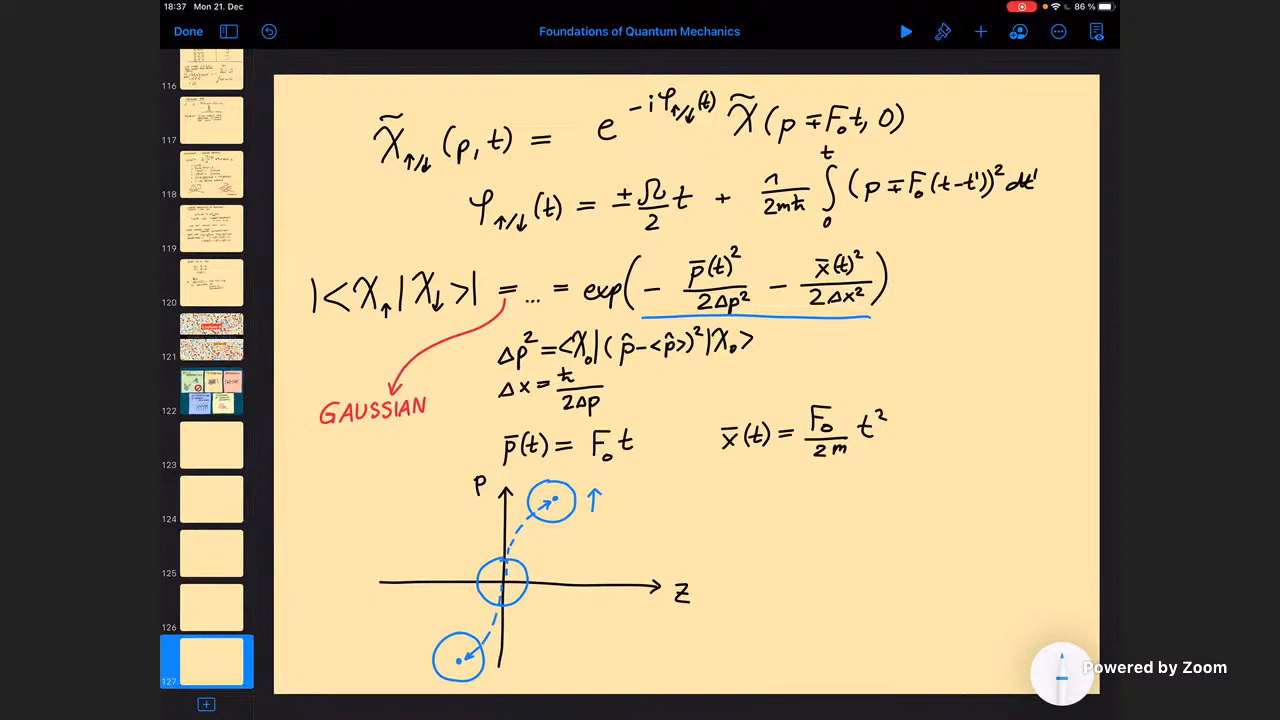 18:37 Mon 21. Dec
86 %
Done
Foundations of Quantum Mechanics
116
117
118
119
120
121
122
123
124
125
126
127
χ̃↑/↓ (p, t) = e^{-iφ↑/↓(t)} χ̃(p ∓ F₀t, 0)
φ↑/↓(t) = ± Ω/2 t + 1/2mħ ∫₀ᵗ (p ∓ F₀(t-t'))² dt'
|<χ↑|χ↓>| = ... = exp(- p̄(t)²/2Δp² - x̄(t)²/2Δx²)
Δp² = <χ₀|(p̂-<p̂>)²|χ₀>
Δx = ħ/2Δp
GAUSSIAN
p̄(t) = F₀t x̄(t) = F₀/2m t²
p
↑
z
Powered by Zoom